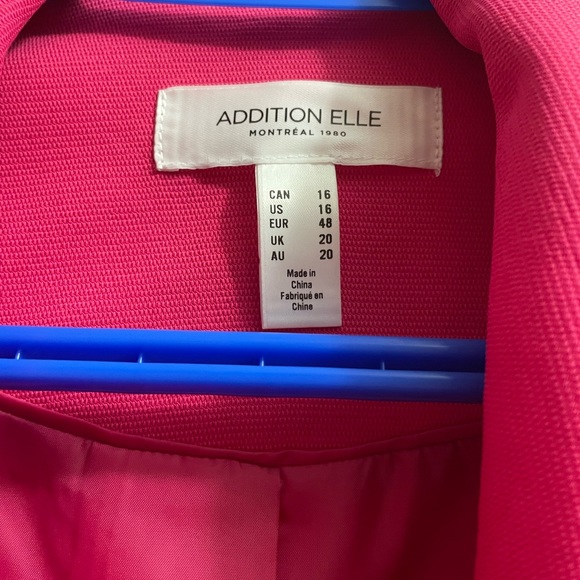 ADDITION ELLE
MONTRÉAL 1980
CAN 16
US 16
EUR 48
UK 20
AU 20
Made in
China
Fabriqué en
Chine